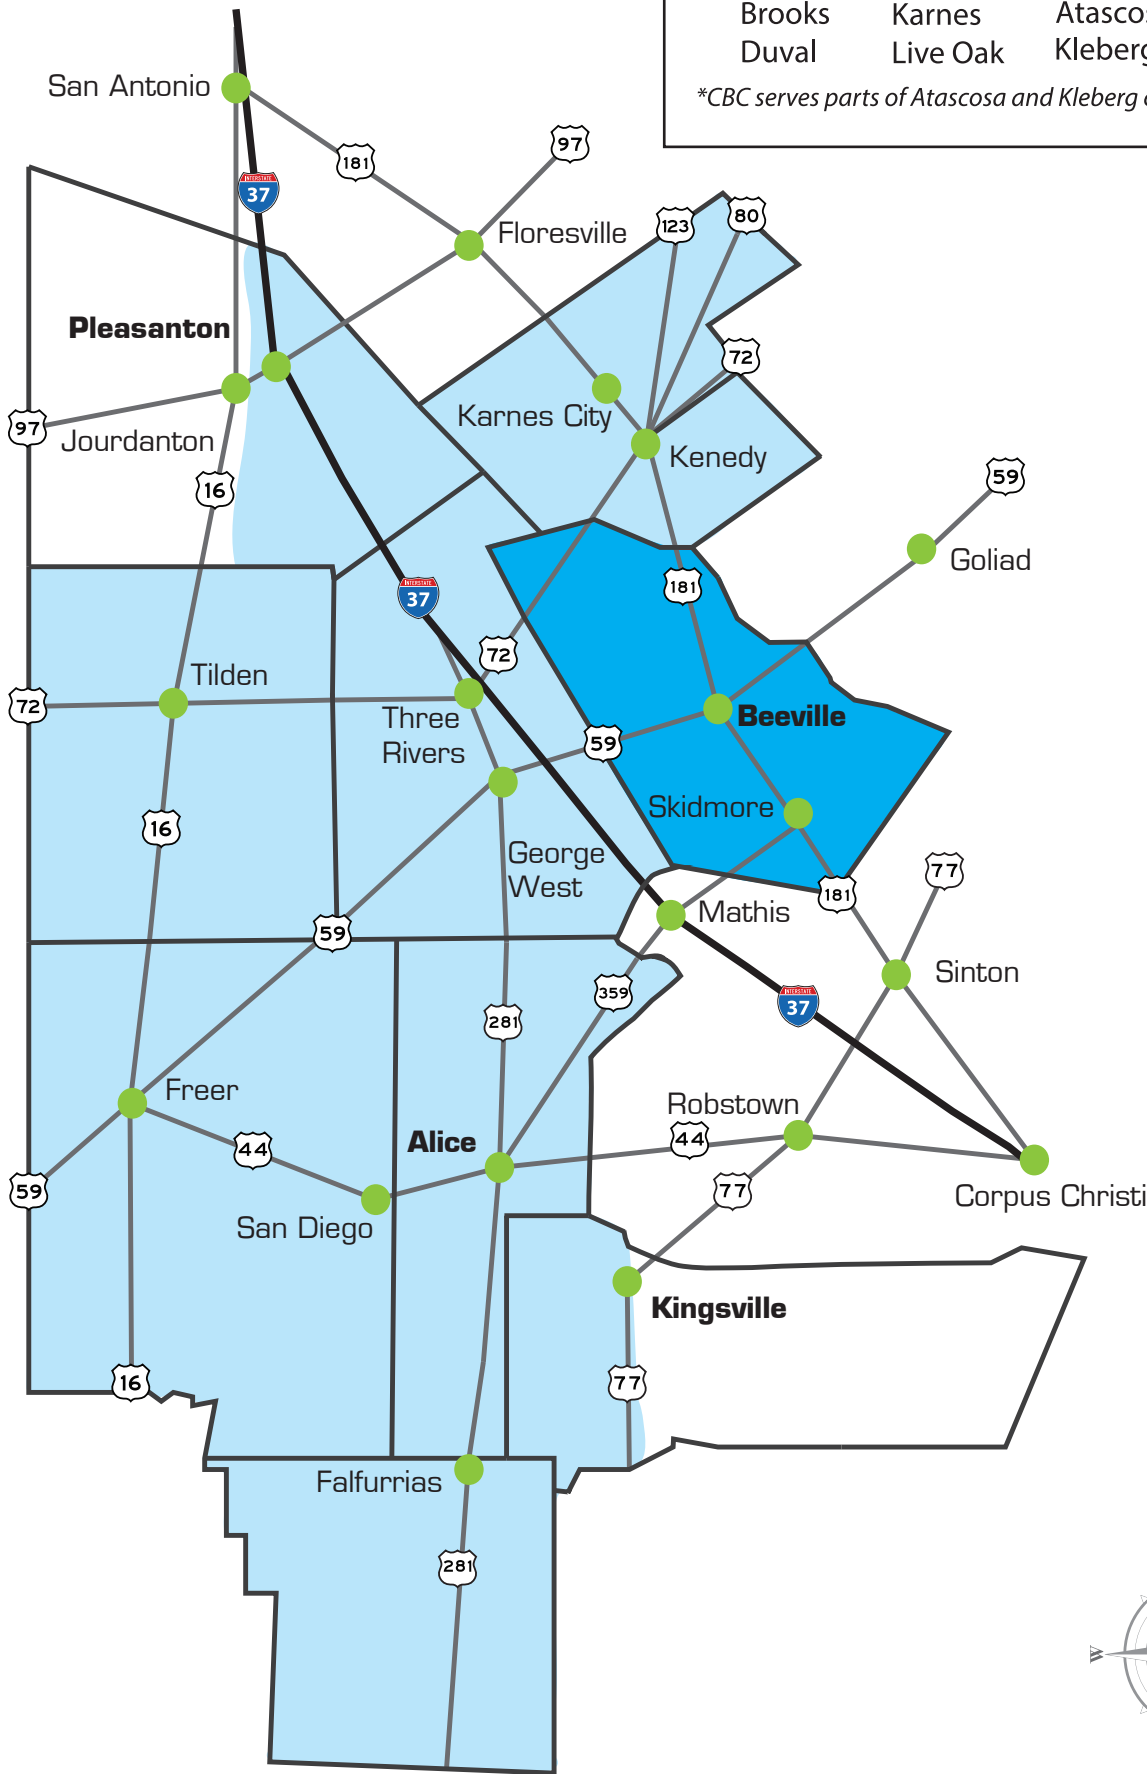 Brooks Karnes
Duval Live Oak
*CBC serves parts of Atascosa and Kleberg
San Antonio
181
97
INTERSTATE
37
Floresville
123
80
Pleasanton
72
97
Jourdanton
Karnes City
Kenedy
16
59
Goliad
INTERSTATE
37
181
72
Tilden
72
Three
Rivers
Beeville
59
Skidmore
16
George
West
77
181
59
Mathis
Sinton
359
INTERSTATE
37
281
Freer
Robstown
Alice
44
44
59
77
San Diego
Corpus Christi
Kingsville
16
77
Falfurrias
281
W